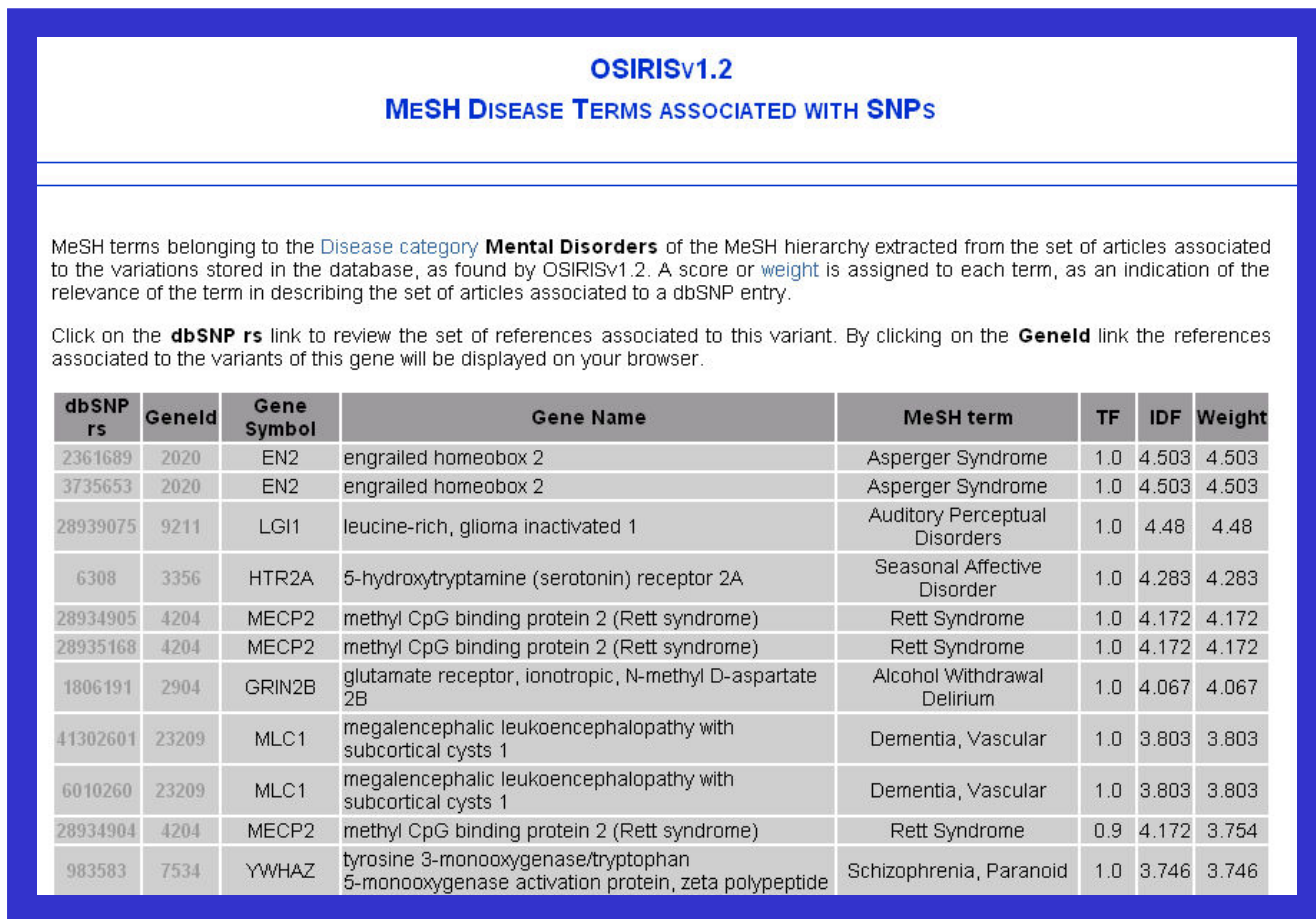 OSIRISv1.2
MeSH Disease Terms associated with SNPs
MeSH terms belonging to the Disease category Mental Disorders of the MeSH hierarchy extracted from the set of articles associated
to the variations stored in the database, as found by OSIRISv1.2. A score or weight is assigned to each term, as an indication of the
relevance of the term in describing the set of articles associated to a dbSNP entry.
Click on the dbSNP rs link to review the set of references associated to this variant. By clicking on the GeneId link the references
associated to the variants of this gene will be displayed on your browser.
dbSNP rs GeneId Gene Symbol Gene Name MeSH term TF IDF Weight
2361689 2020 EN2 engrailed homeobox 2 Asperger Syndrome 1.0 4.503 4.503
3735653 2020 EN2 engrailed homeobox 2 Asperger Syndrome 1.0 4.503 4.503
28939075 9211 LGI1 leucine-rich, glioma inactivated 1 Auditory Perceptual Disorders 1.0 4.48 4.48
6308 3356 HTR2A 5-hydroxytryptamine (serotonin) receptor 2A Seasonal Affective Disorder 1.0 4.283 4.283
28934905 4204 MECP2 methyl CpG binding protein 2 (Rett syndrome) Rett Syndrome 1.0 4.172 4.172
28935168 4204 MECP2 methyl CpG binding protein 2 (Rett syndrome) Rett Syndrome 1.0 4.172 4.172
1806191 2904 GRIN2B glutamate receptor, ionotropic, N-methyl D-aspartate 2B Alcohol Withdrawal Delirium 1.0 4.067 4.067
41302601 23209 MLC1 megalencephalic leukoencephalopathy with subcortical cysts 1 Dementia, Vascular 1.0 3.803 3.803
6010260 23209 MLC1 megalencephalic leukoencephalopathy with subcortical cysts 1 Dementia, Vascular 1.0 3.803 3.803
28934904 4204 MECP2 methyl CpG binding protein 2 (Rett syndrome) Rett Syndrome 0.9 4.172 3.754
983583 7534 YWHAZ tyrosine 3-monooxygenase/tryptophan 5-monooxygenase activation protein, zeta polypeptide Schizophrenia, Paranoid 1.0 3.746 3.746